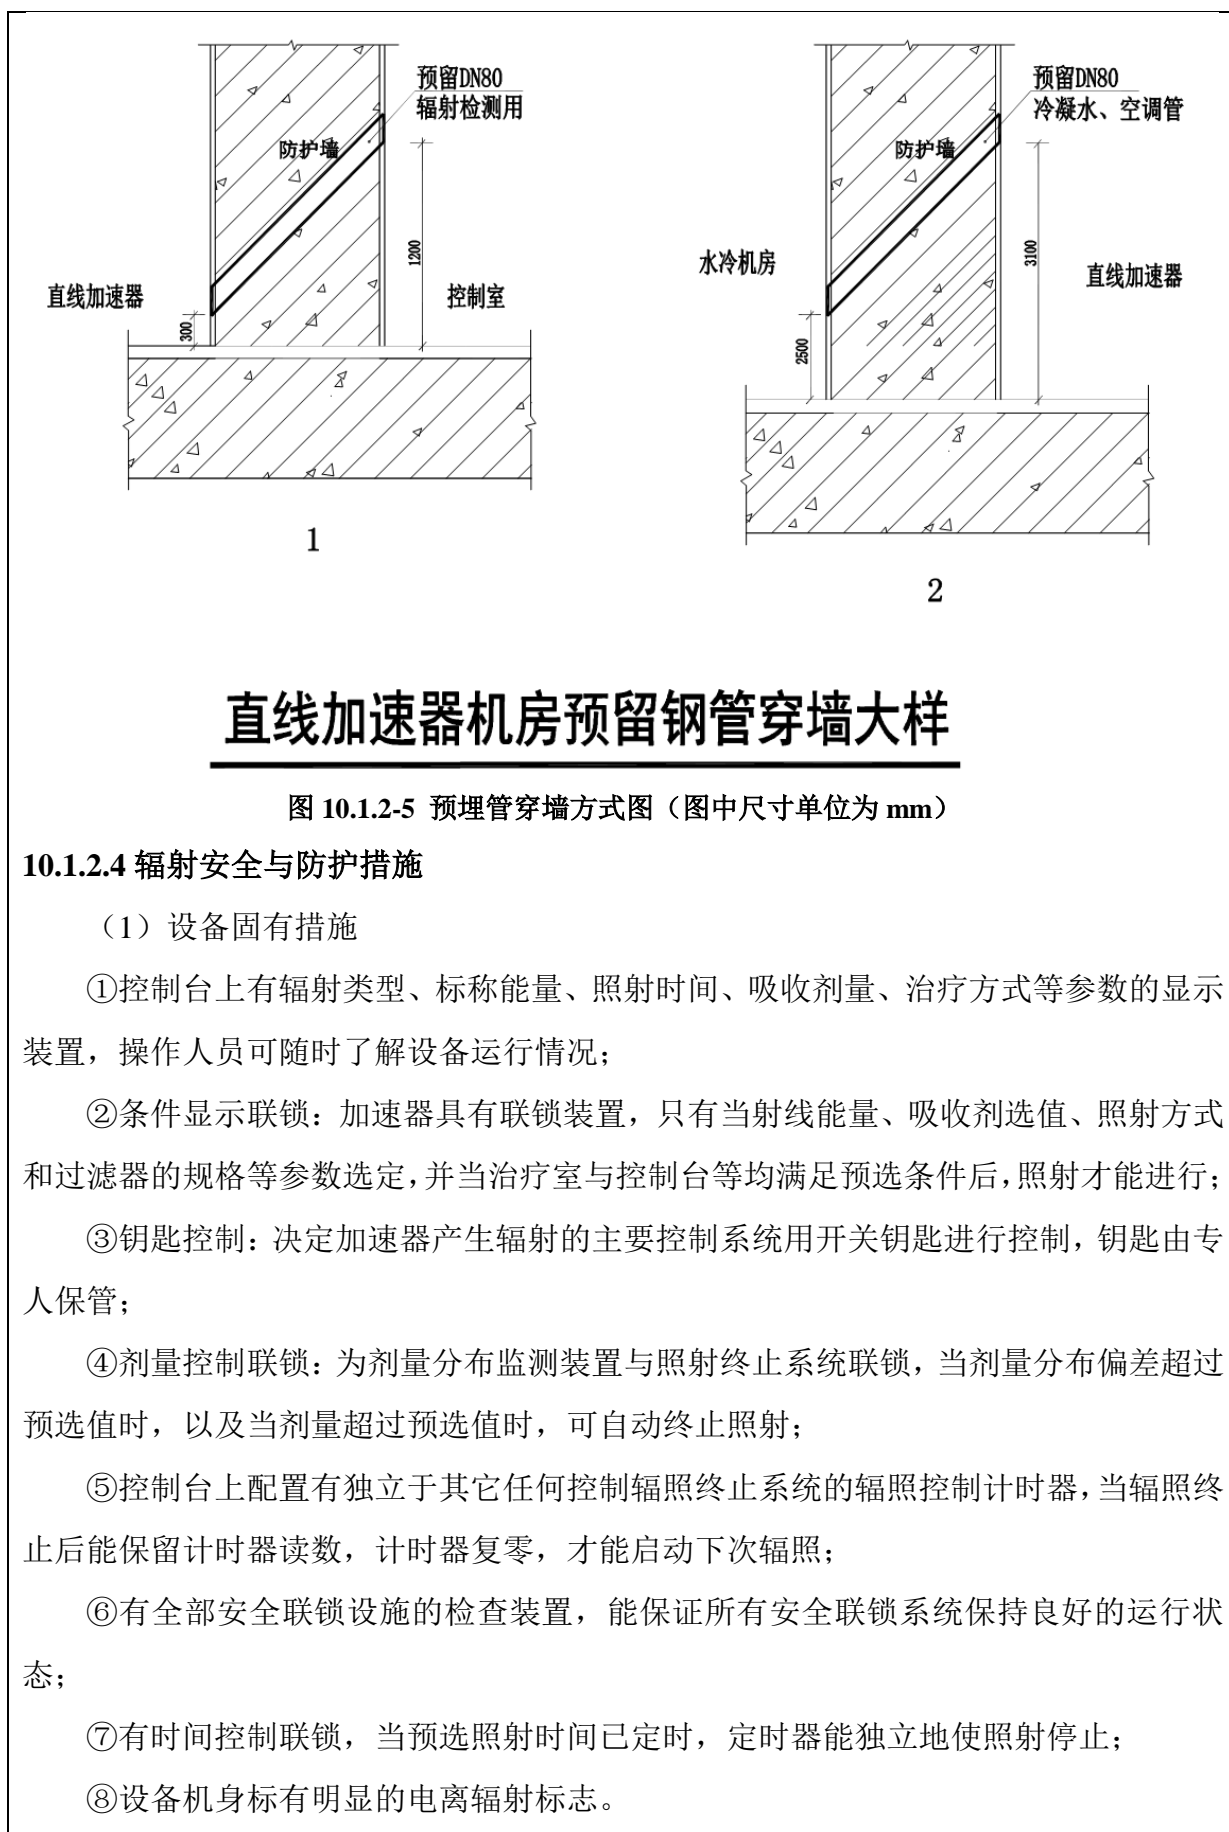 预留DN80
辐射检测用
防护墙
1200
直线加速器
控制室
300
1
预留DN80
冷凝水、空调管
防护墙
水冷机房
3100
直线加速器
2500
2
直线加速器机房预留钢管穿墙大样
图 10.1.2-5 预埋管穿墙方式图（图中尺寸单位为 mm）
10.1.2.4 辐射安全与防护措施
（1）设备固有措施
①控制台上有辐射类型、标称能量、照射时间、吸收剂量、治疗方式等参数的显示
装置，操作人员可随时了解设备运行情况；
②条件显示联锁：加速器具有联锁装置，只有当射线能量、吸收剂选值、照射方式
和过滤器的规格等参数选定，并当治疗室与控制台等均满足预选条件后，照射才能进行；
③钥匙控制：决定加速器产生辐射的主要控制系统用开关钥匙进行控制，钥匙由专
人保管；
④剂量控制联锁：为剂量分布监测装置与照射终止系统联锁，当剂量分布偏差超过
预选值时，以及当剂量超过预选值时，可自动终止照射；
⑤控制台上配置有独立于其它任何控制辐照终止系统的辐照控制计时器，当辐照终
止后能保留计时器读数，计时器复零，才能启动下次辐照；
⑥有全部安全联锁设施的检查装置，能保证所有安全联锁系统保持良好的运行状
态；
⑦有时间控制联锁，当预选照射时间已定时，定时器能独立地使照射停止；
⑧设备机身标有明显的电离辐射标志。